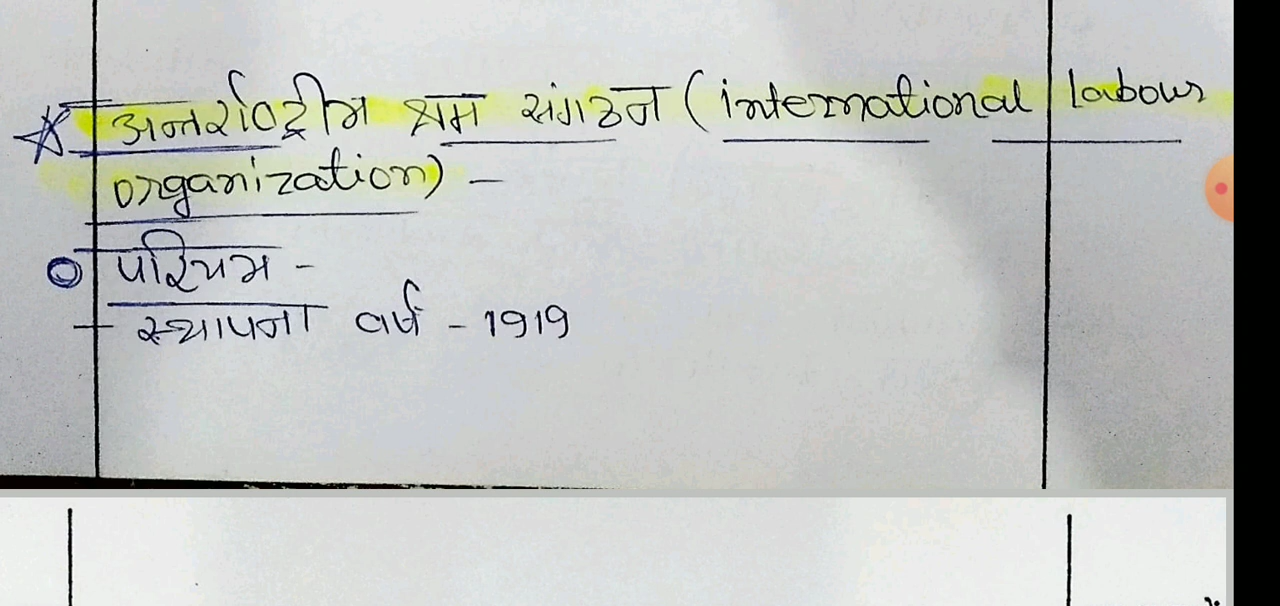 अन्तर्राष्ट्रीय श्रम संगठन (international labour
organization) –
परिचय -
स्थापना वर्ष - 1919